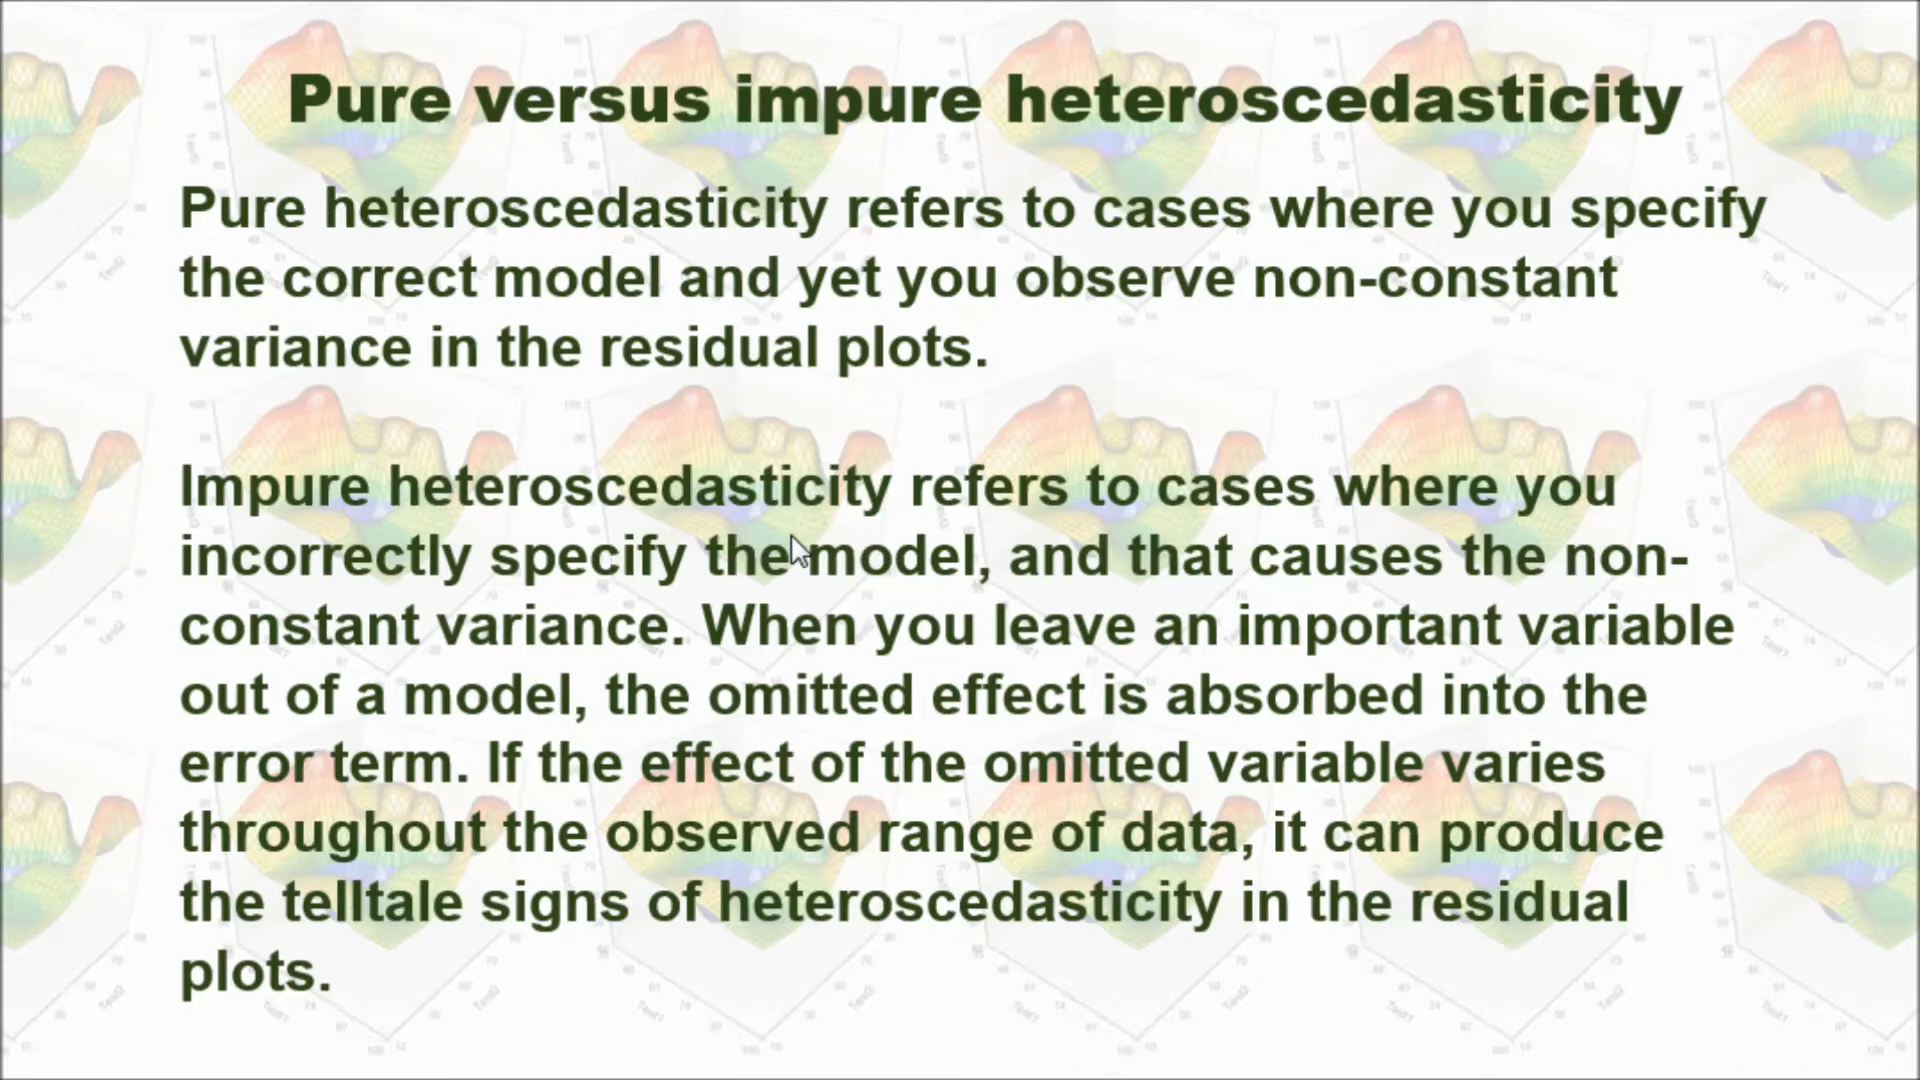 Pure versus impure heteroscedasticity
Pure heteroscedasticity refers to cases where you specify
the correct model and yet you observe non-constant
variance in the residual plots.
Impure heteroscedasticity refers to cases where you
incorrectly specify the model, and that causes the non-
constant variance. When you leave an important variable
out of a model, the omitted effect is absorbed into the
error term. If the effect of the omitted variable varies
throughout the observed range of data, it can produce
the telltale signs of heteroscedasticity in the residual
plots.